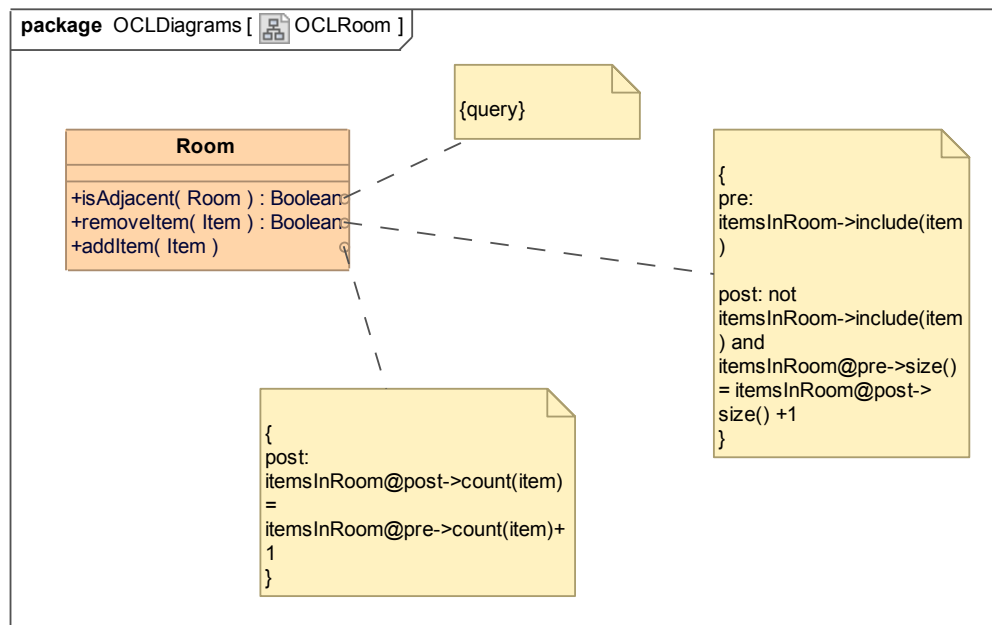 package OCLDiagrams [ OCLRoom ]
{query}
Room
+isAdjacent( Room ) : Boolean
+removeItem( Item ) : Boolean
+addItem( Item )
{
pre:
itemsInRoom->include(item
)
post: not
itemsInRoom->include(item
) and
itemsInRoom@pre->size()
= itemsInRoom@post->
size() +1
}
{
post:
itemsInRoom@post->count(item)
=
itemsInRoom@pre->count(item)+
1
}